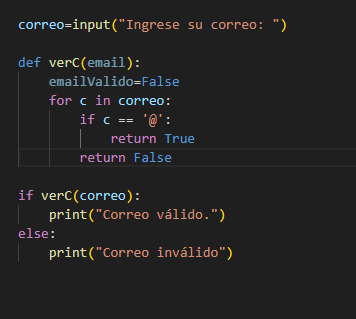 correo=input("Ingrese su correo: ")

def verC(email):
    emailValido=False
    for c in correo:
        if c == '@':
            return True
        return False

if verC(correo):
    print("Correo válido.")
else:
    print("Correo inválido")